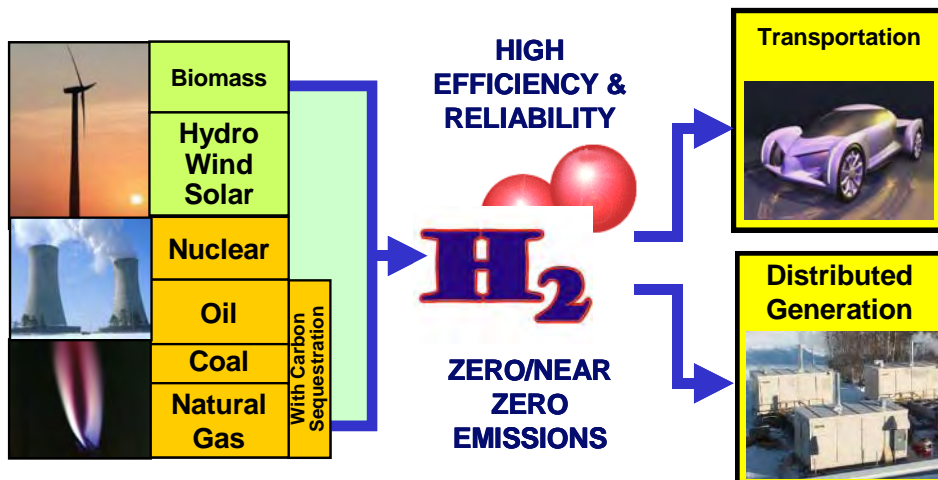 Biomass
Hydro
Wind
Solar
Nuclear
Oil
Coal
Natural
Gas
With Carbon
Sequestration
HIGH
EFFICIENCY &
RELIABILITY
H2
ZERO/NEAR
ZERO
EMISSIONS
Transportation
Distributed
Generation